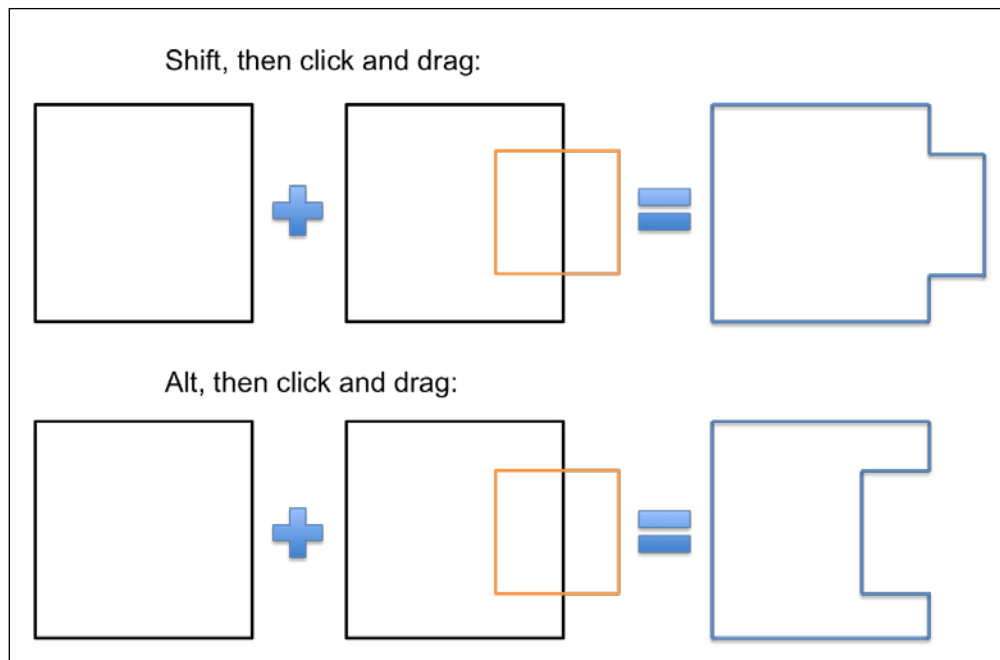 Shift, then click and drag:
Alt, then click and drag: